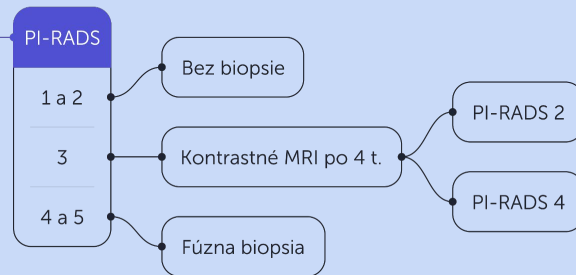 PI-RADS
1 a 2
Bez biopsie
3
Kontrastné MRI po 4 t.
PI-RADS 2
PI-RADS 4
4 a 5
Fúzna biopsia